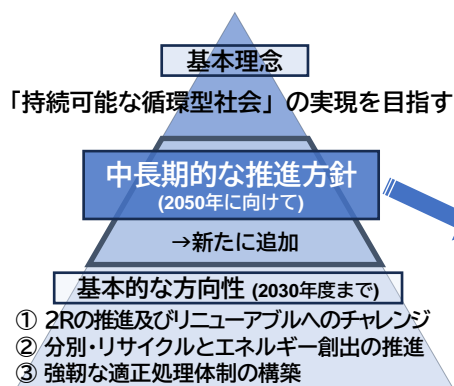 基本理念
「持続可能な循環型社会」の実現を目指す
中長期的な推進方針
(2050年に向けて)
→新たに追加
基本的な方向性 (2030年度まで)
① 2Rの推進及びリニューアブルへのチャレンジ
② 分別・リサイクルとエネルギー創出の推進
③ 強靭な適正処理体制の構築